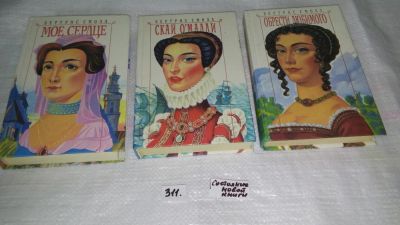 БЕРТРИС СМОЛЛ
МОЕ СЕРДЦЕ
БЕРТРИС СМОЛЛ
СКАЙ О'МАЛЛИ
БЕРТРИС СМОЛЛ
ОБРЕСТИ ЛЮБИМОГО
311.
Состояние
новой
книги